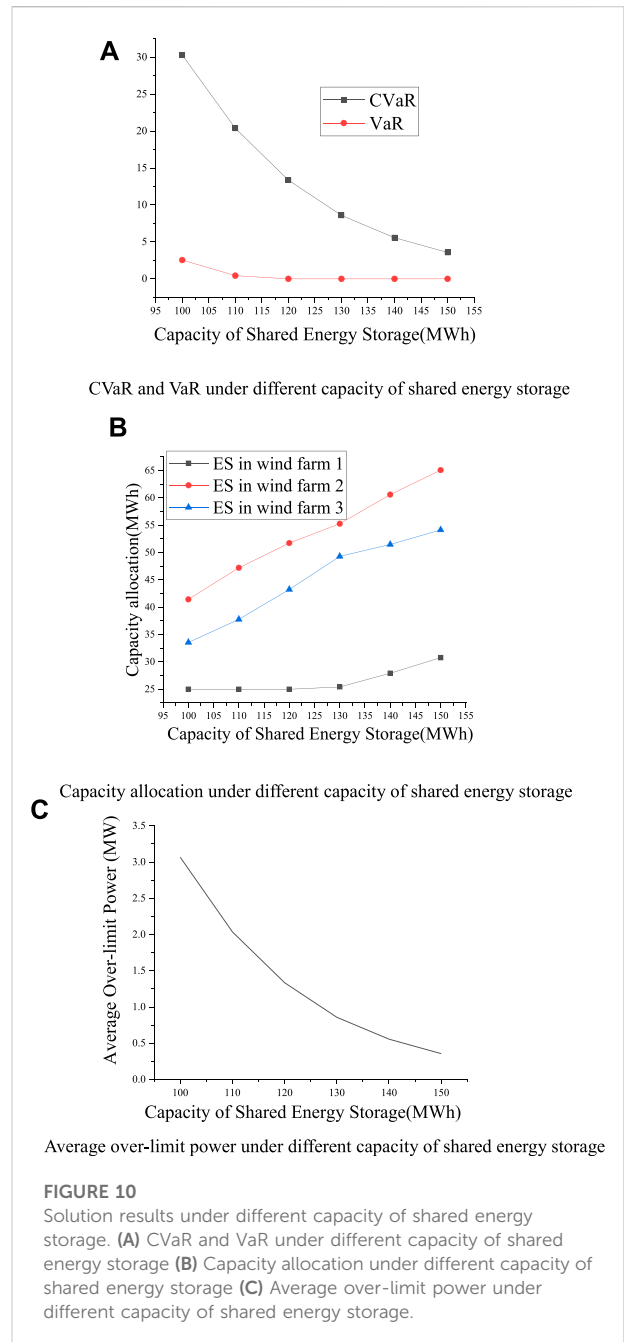 A
30
25
20
15
10
5
0
CVaR
VaR
95 100 105 110 115 120 125 130 135 140 145 150 155
Capacity of Shared Energy Storage(MWh)
CVaR and VaR under different capacity of shared energy storage
B
Capacity allocation(MWh)
65
60
55
50
45
40
35
30
25
ES in wind farm 1
ES in wind farm 2
ES in wind farm 3
95 100 105 110 115 120 125 130 135 140 145 150 155
Capacity of Shared Energy Storage(MWh)
Capacity allocation under different capacity of shared energy storage
C
Average Over-limit Power (MW)
3.5
3.0
2.5
2.0
1.5
1.0
0.5
0.0
100 110 120 130 140 150
Capacity of Shared Energy Storage(MWh)
Average over-limit power under different capacity of shared energy storage
FIGURE 10
Solution results under different capacity of shared energy
storage. (A) CVaR and VaR under different capacity of shared
energy storage (B) Capacity allocation under different capacity of
shared energy storage (C) Average over-limit power under
different capacity of shared energy storage.